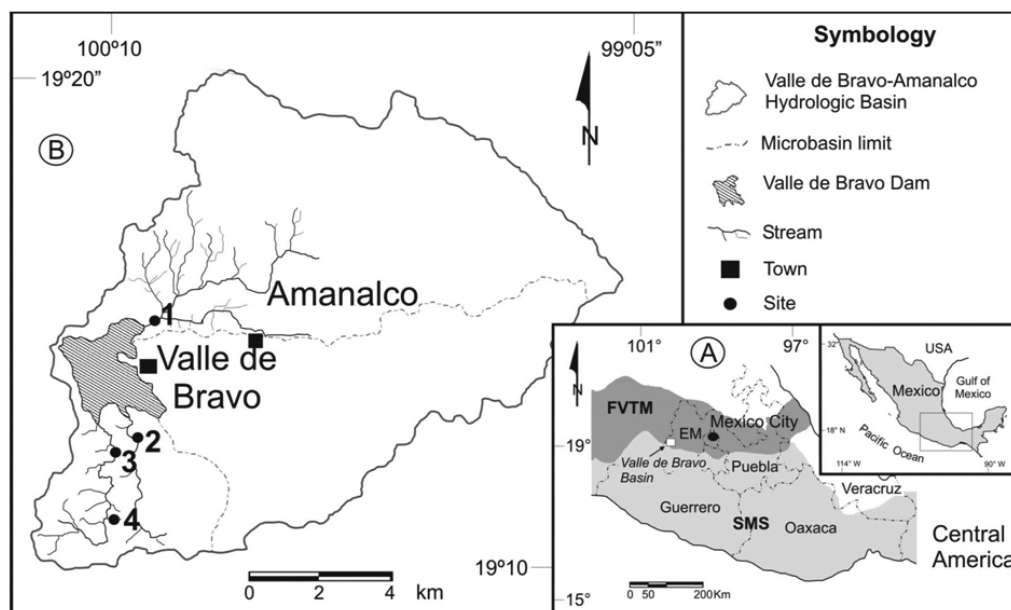 100º10
99º05
19º20”
B
N
1
Amanalco
Valle de
Bravo
2
3
4
0 2 4
km
19º10
Symbology
Valle de Bravo-Amanalco
Hydrologic Basin
Microbasin limit
Valle de Bravo Dam
Stream
Town
Site
A
101°
97°
N
FVTM
Mexico City
EM
19°
Valle de Bravo
Basin
Puebla
Veracruz
Guerrero
SMS
Oaxaca
Central
America
0 50 200Km
15°
32°
USA
Mexico
Gulf of
Mexico
18° N
Pacific Ocean
114° W
90° W